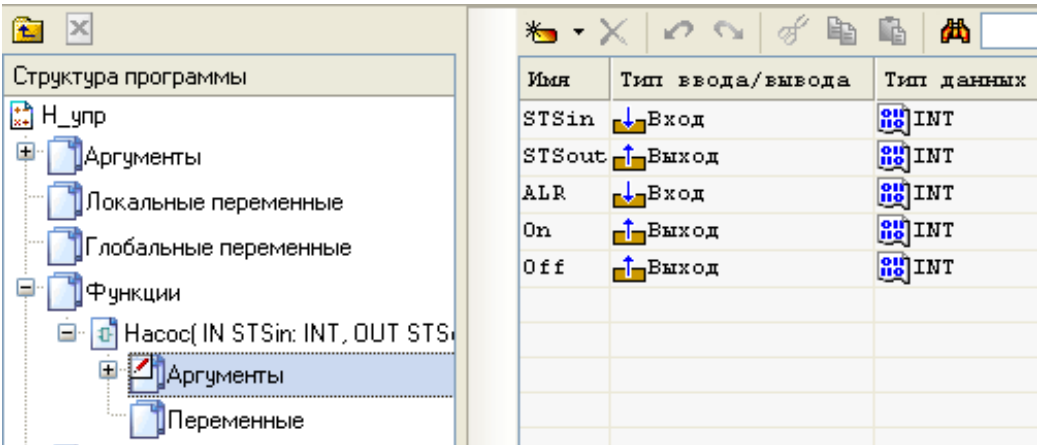 Структура программы
Н_упр
Аргументы
Локальные переменные
Глобальные переменные
Функции
Насос( IN STSin: INT, OUT STS
Аргументы
Переменные
Имя Тип ввода/вывода Тип данных
STSin Вход INT
STSout Выход INT
ALR Вход INT
On Выход INT
Off Выход INT